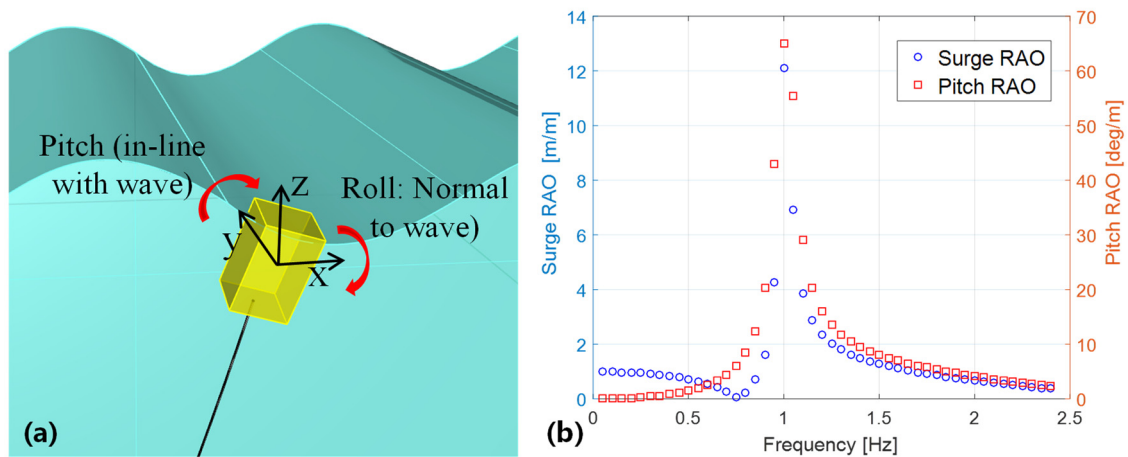 Pitch (in-line
with wave)
z
Roll: Normal
to wave)
y
x
(a)
14
12
10
8
6
4
2
0
Surge RAO [m/m]
70
60
50
40
30
20
10
0
Pitch RAO [deg/m]
Surge RAO
Pitch RAO
0
0.5
1
1.5
2
2.5
Frequency [Hz]
(b)